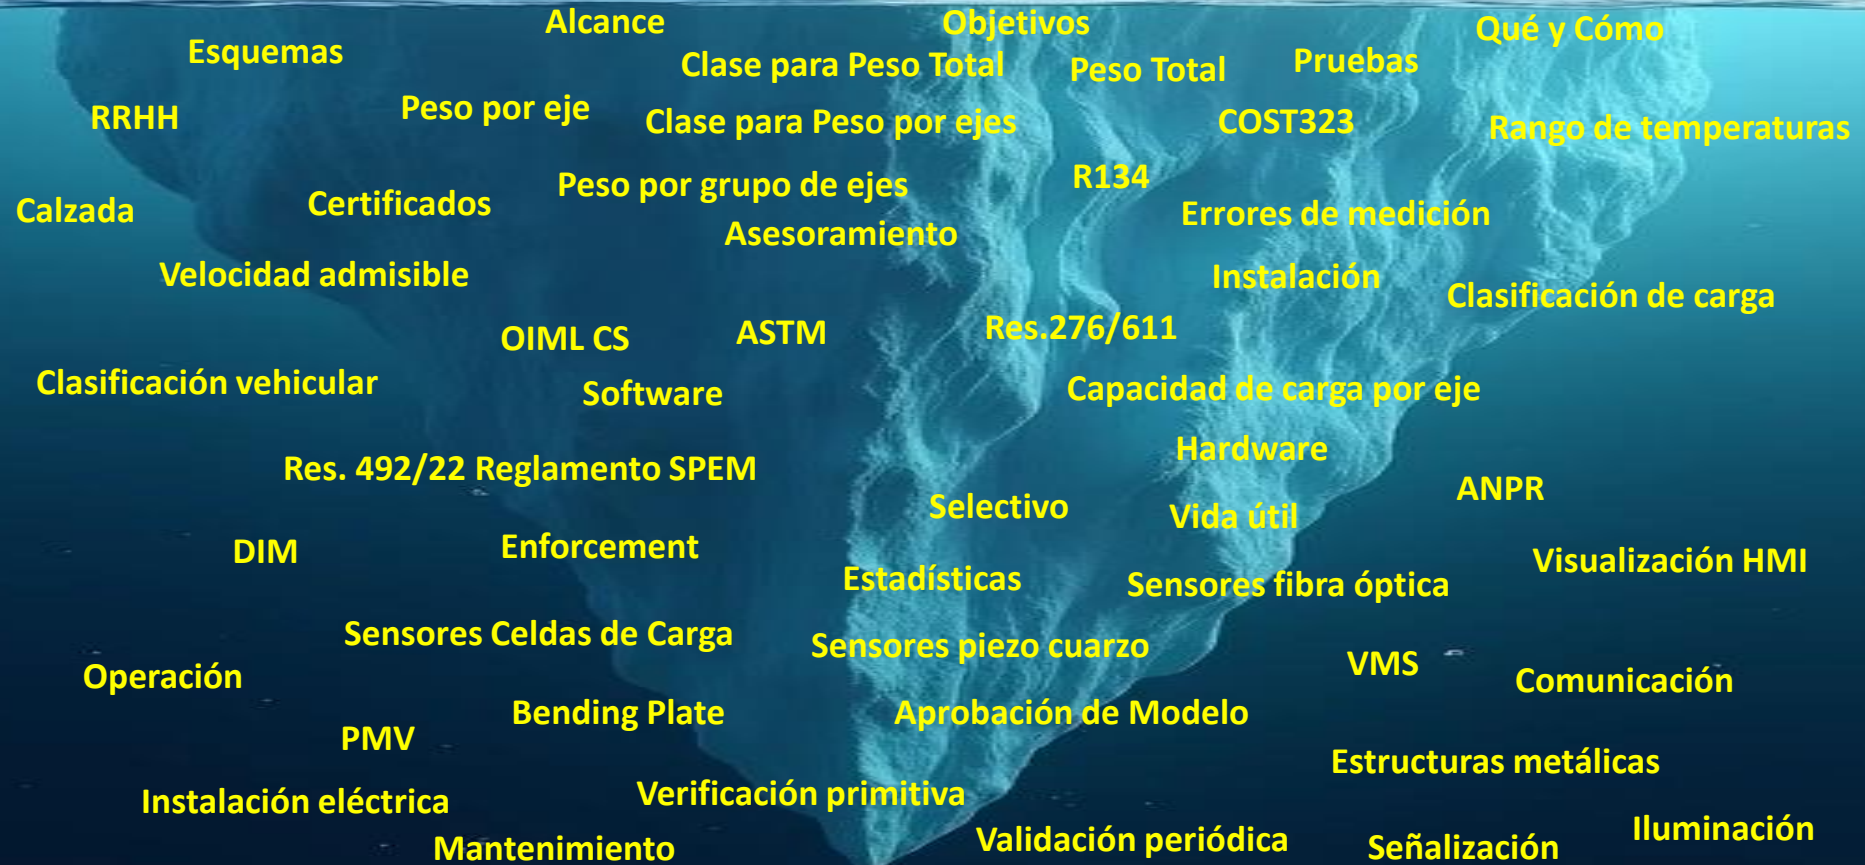 Alcance
Objetivos
Qué y Cómo
Esquemas
Clase para Peso Total
Peso Total
Pruebas
RRHH
Peso por eje
Clase para Peso por ejes
COST323
Rango de temperaturas
Calzada
Certificados
Peso por grupo de ejes
R134
Errores de medición
Asesoramiento
Velocidad admisible
Instalación
Clasificación de carga
OIML CS
ASTM
Res.276/611
Clasificación vehicular
Software
Capacidad de carga por eje
Hardware
Res. 492/22 Reglamento SPEM
ANPR
Selectivo
Vida útil
DIM
Enforcement
Visualización HMI
Estadísticas
Sensores fibra óptica
Sensores Celdas de Carga
Sensores piezo cuarzo
VMS
Operación
Comunicación
Bending Plate
Aprobación de Modelo
PMV
Estructuras metálicas
Instalación eléctrica
Verificación primitiva
Iluminación
Mantenimiento
Validación periódica
Señalización